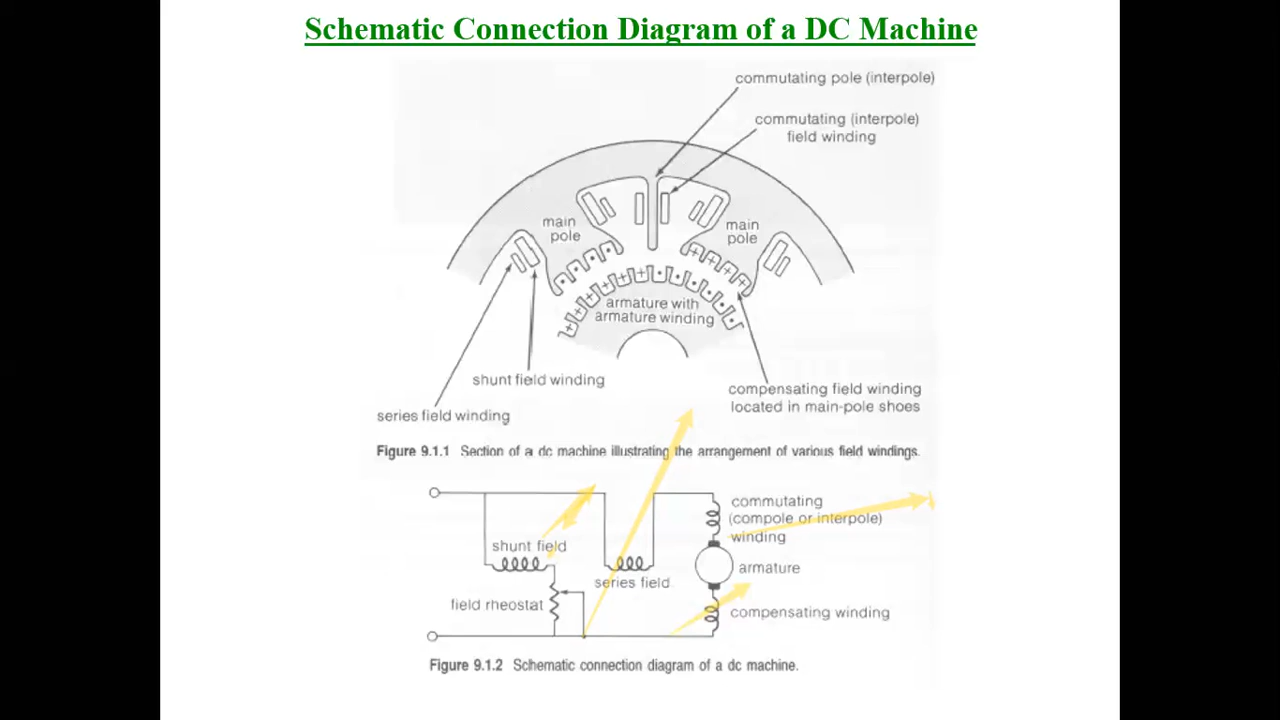 Schematic Connection Diagram of a DC Machine
commutating pole (interpole)
commutating (interpole)
field winding
main
pole
main
pole
armature with
armature winding
shunt field winding
series field winding
compensating field winding
located in main-pole shoes
Figure 9.1.1 Section of a dc machine illustrating the arrangement of various field windings.
commutating
(compole or interpole)
winding
shunt field
armature
series field
field rheostat
compensating winding
Figure 9.1.2 Schematic connection diagram of a dc machine.